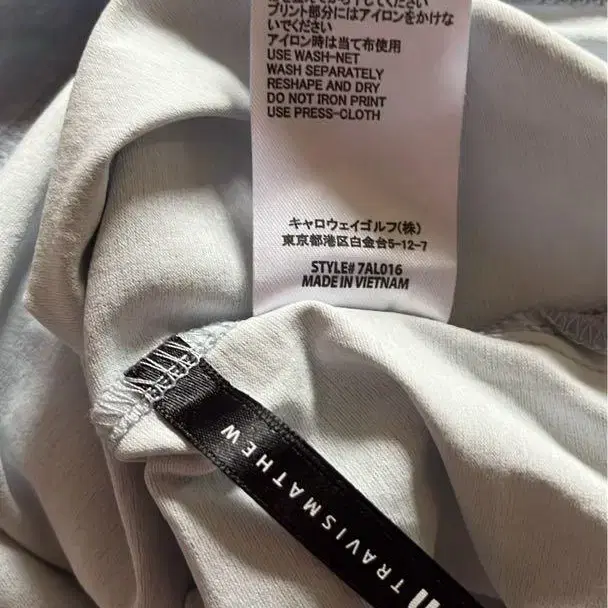 プリント部分にはアイロンをかけな
いでください
アイロン時は当て布使用
USE WASH-NET
WASH SEPARATELY
RESHAPE AND DRY
DO NOT IRON PRINT
USE PRESS-CLOTH
キャロウェイゴルフ(株)
東京都港区白金台5-12-7
STYLE# 7AL016
MADE IN VIETNAM
TRAVISMATHEW